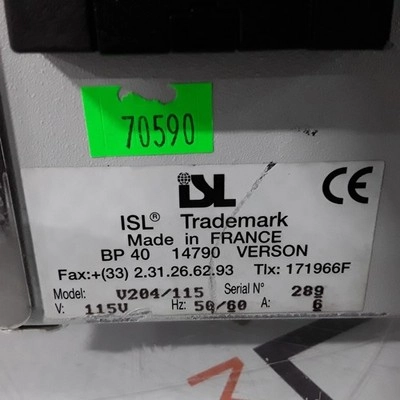 70590
ISL
ISL® Trademark
Made in FRANCE
BP 40 14790 VERSON
Fax:+(33) 2.31.26.62.93 Tlx: 171966F
Model: V204/115 Serial N° 289
V: 115V Hz: 50/60 A: 6
CE